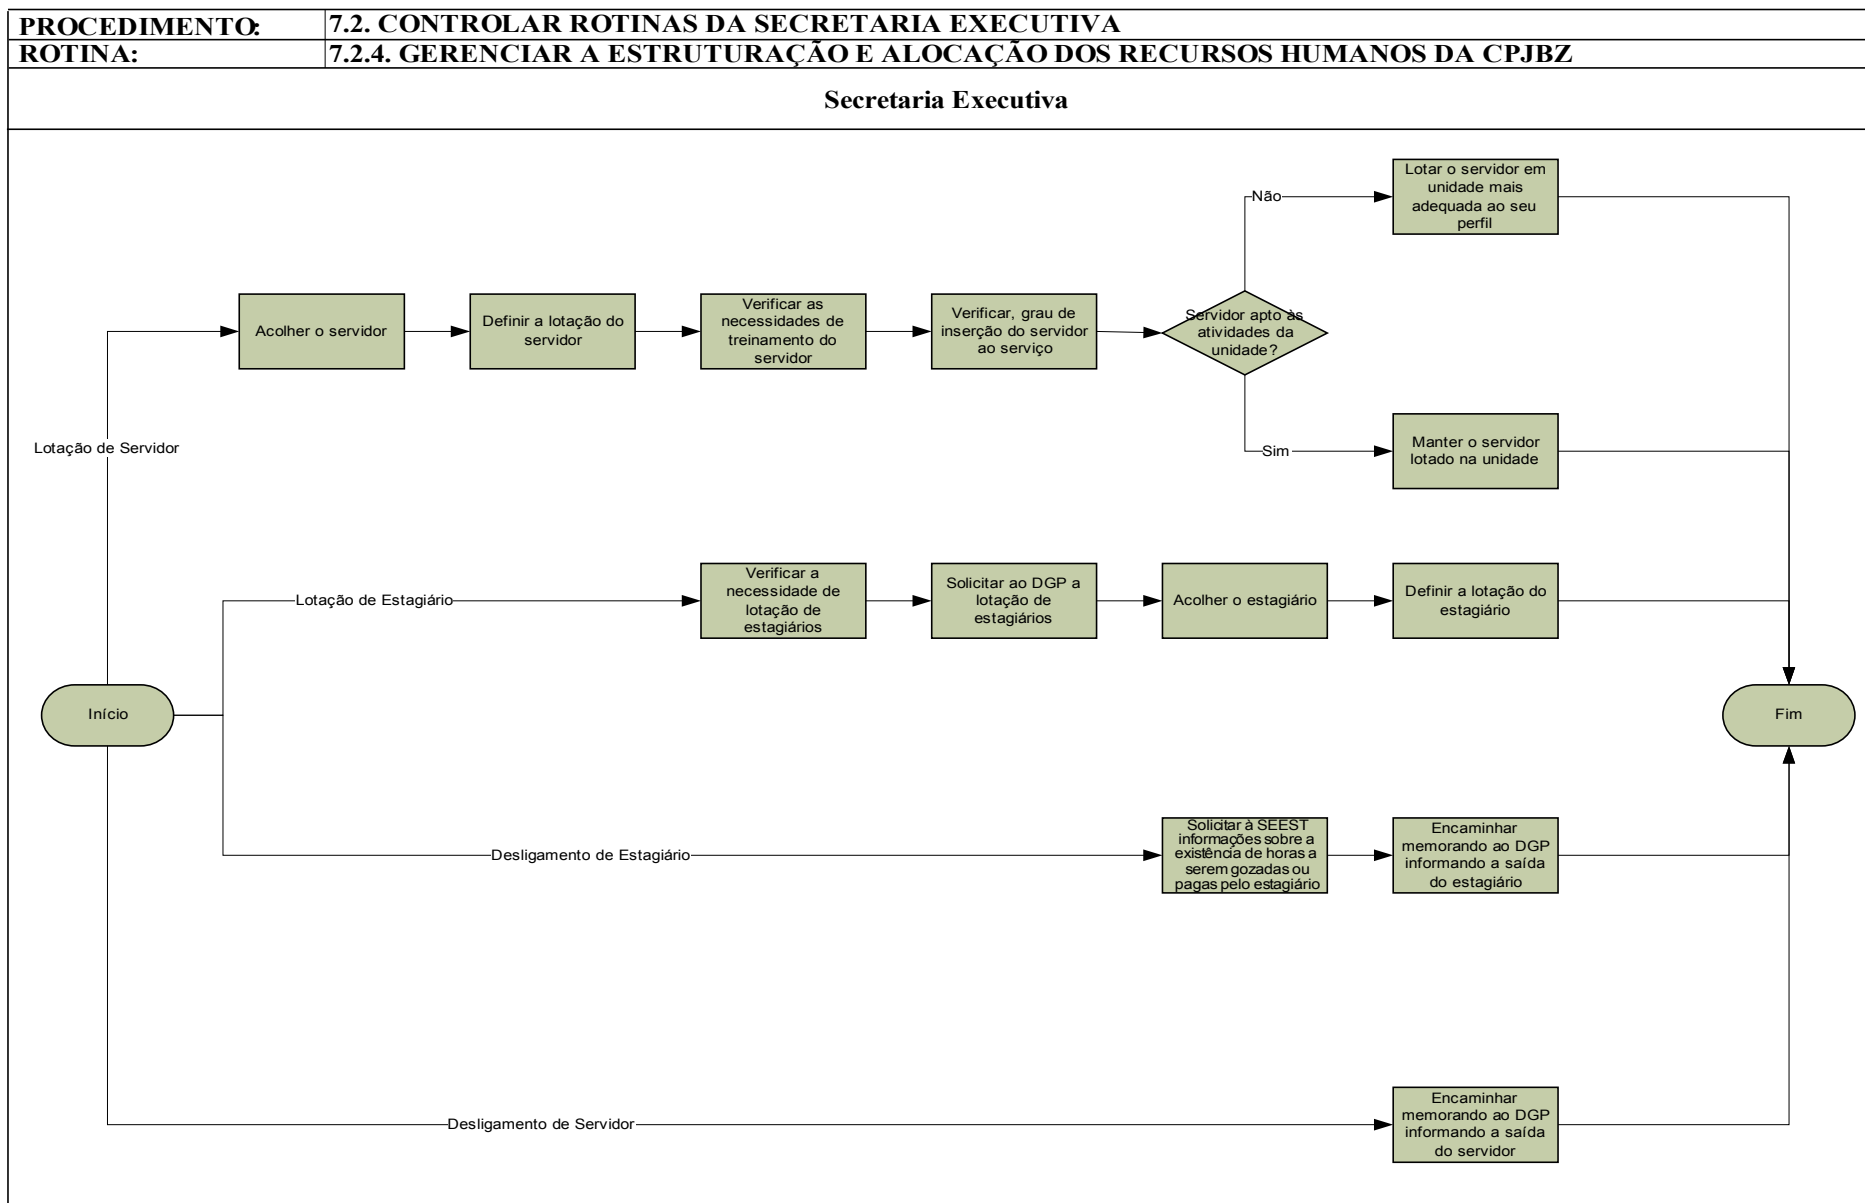 PROCEDIMENTO: 7.2. CONTROLAR ROTINAS DA SECRETARIA EXECUTIVA
ROTINA: 7.2.4. GERENCIAR A ESTRUTURAÇÃO E ALOCAÇÃO DOS RECURSOS HUMANOS DA CPJBZ
Secretaria Executiva
Lotar o servidor em
unidade mais
adequada ao seu
perfil
Não
Acolher o servidor
Definir a lotação do
servidor
Verificar as
necessidades de
treinamento do
servidor
Verificar, grau de
inserção do servidor
ao serviço
Servidor apto às
atividades da
unidade?
Lotação de Servidor
Sim
Manter o servidor
lotado na unidade
Lotação de Estagiário
Verificar a
necessidade de
lotação de
estagiários
Solicitar ao DGP a
lotação de
estagiários
Acolher o estagiário
Definir a lotação do
estagiário
Início
Fim
Desligamento de Estagiário
Solicitar à SEEST
informações sobre a
existência de horas a
serem gozadas ou
pagas pelo estagiário
Encaminhar
memorando ao DGP
informando a saída
do estagiário
Desligamento de Servidor
Encaminhar
memorando ao DGP
informando a saída
do servidor